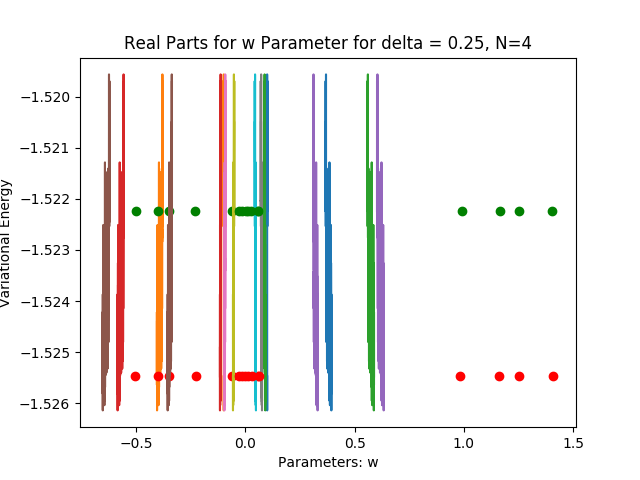 Real Parts for w Parameter for delta = 0.25, N=4
−1.520
−1.521
−1.522
−1.523
−1.524
−1.525
−1.526
Variational Energy
−0.5 0.0 0.5 1.0 1.5
Parameters: w